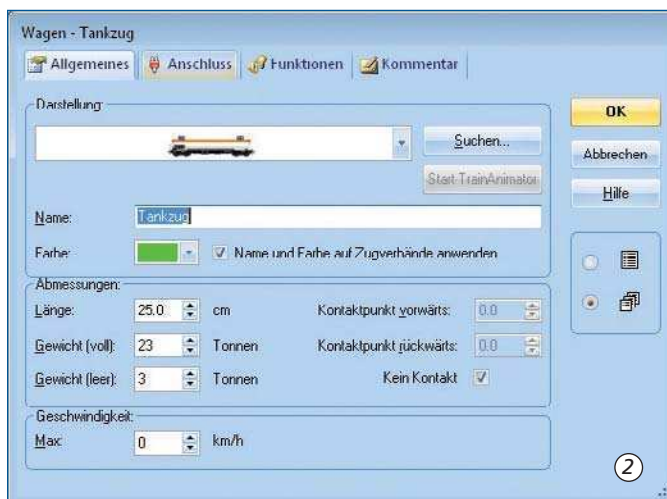 Wagen - Tankzug
Allgemeines Anschluss Funktionen Kommentar
Darstellung:
Suchen...
Start TrainAnimator
Name: Tankzug
Farbe: Name und Farbe auf Zugverbände anwenden
Abmessungen:
Länge: 25.0 cm Kontaktpunkt vorwärts: 0.0
Gewicht (voll): 23 Tonnen Kontaktpunkt rückwärts: 0.0
Gewicht (leer): 3 Tonnen Kein Kontakt
Geschwindigkeit:
Max: 0 km/h
OK
Abbrechen
Hilfe
2